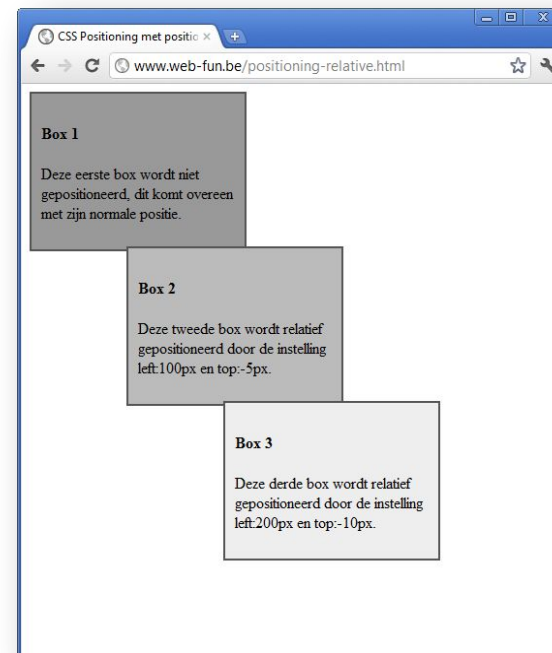 CSS Positioning met positic
www.web-fun.be/positioning-relative.html
Box 1
Deze eerste box wordt niet
gepositioneerd, dit komt overeen
met zijn normale positie.
Box 2
Deze tweede box wordt relatief
gepositioneerd door de instelling
left:100px en top:-5px.
Box 3
Deze derde box wordt relatief
gepositioneerd door de instelling
left:200px en top:-10px.